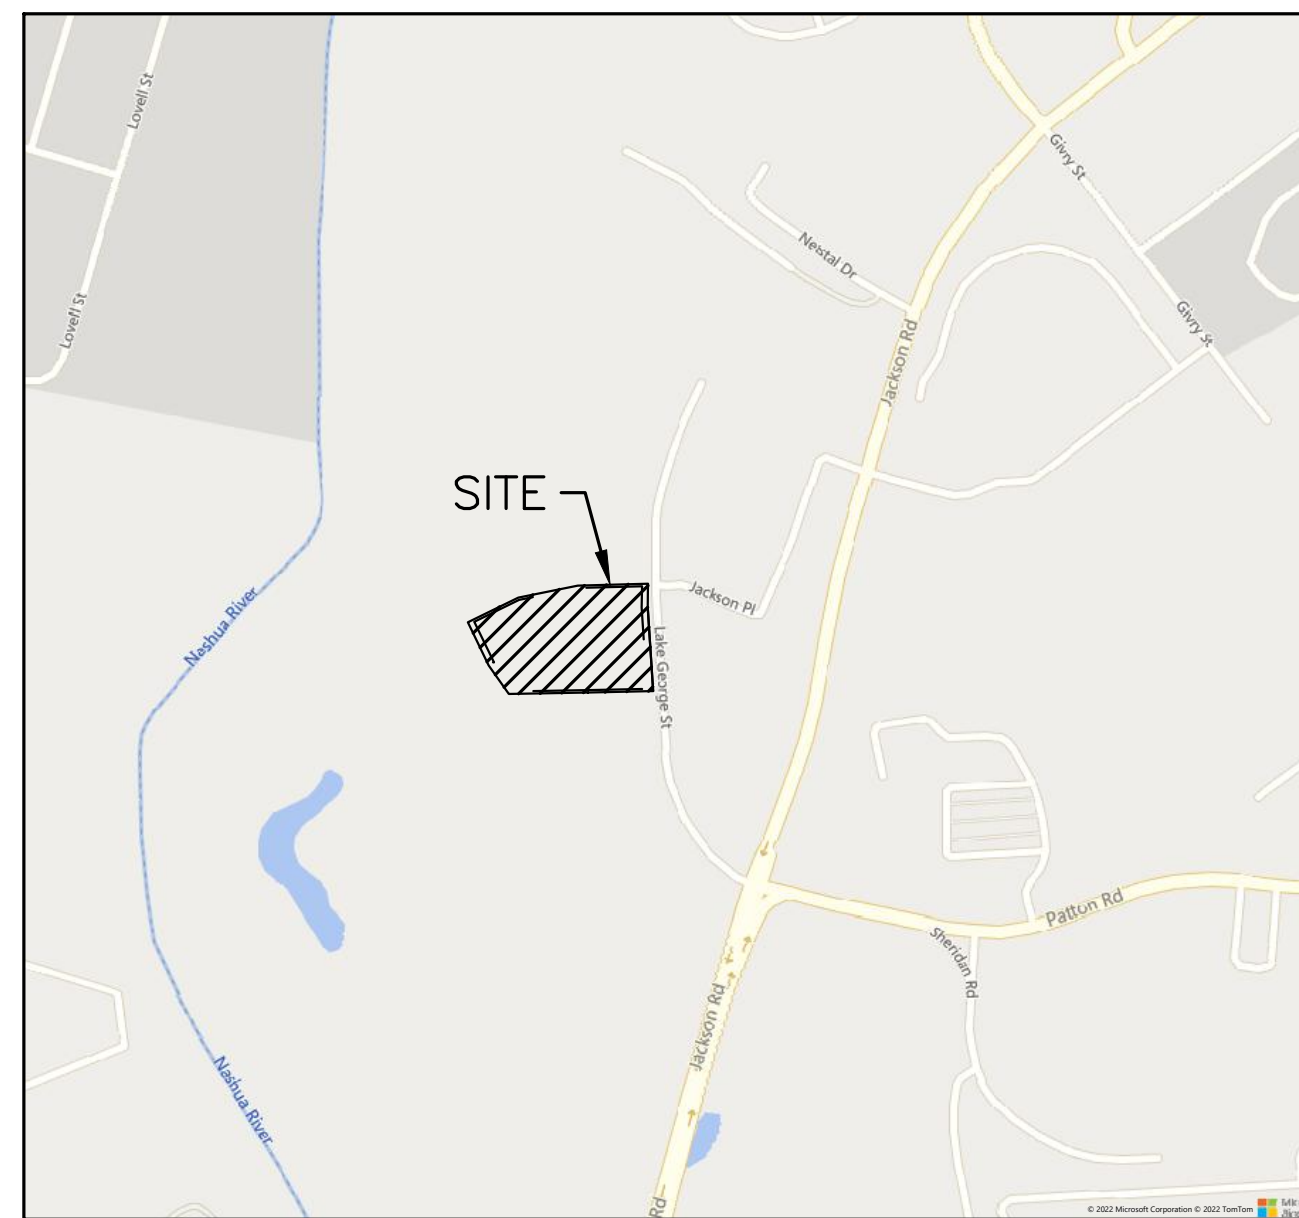 Lovell St
Givry St
Neistal Dr
Lovell St
Givry St
Jackson Rd
SITE
Jackson Pl
Nashua River
Lake George St
Patton Rd
Sheridan Rd
Jackson Rd
Nashua River
Rd
© 2022 Microsoft Corporation © 2022 TomTom